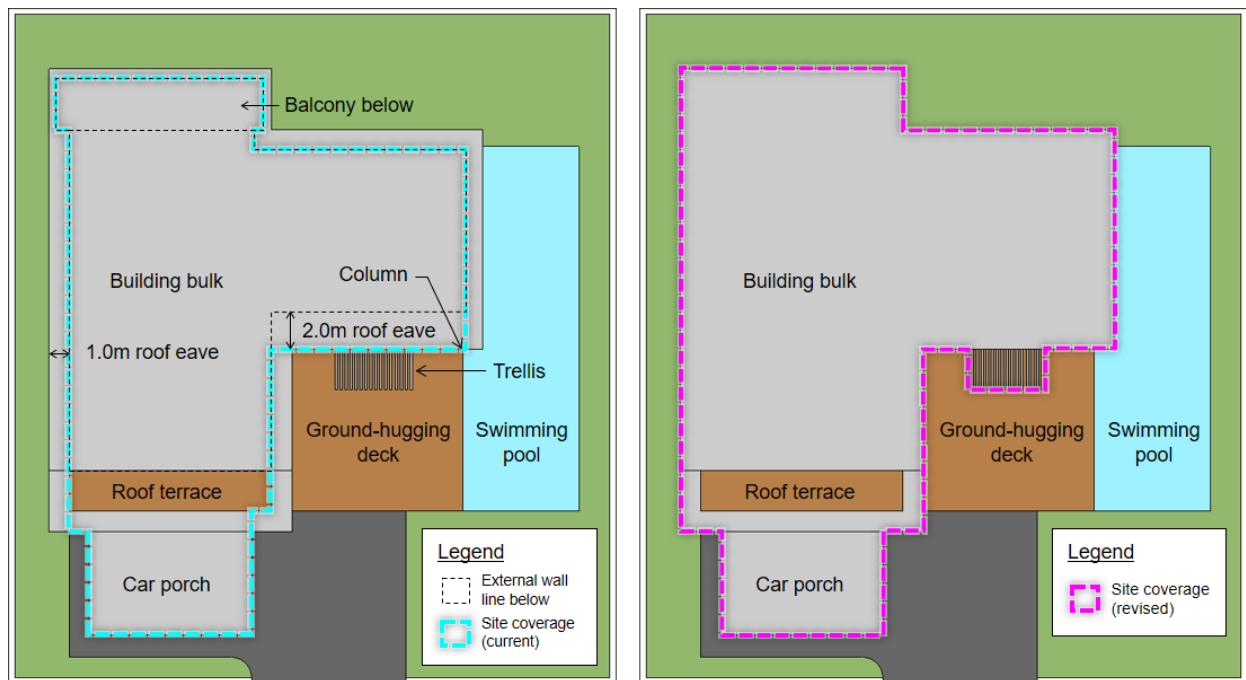 Balcony below
Building bulk
Column
2.0m roof eave
1.0m roof eave
Trellis
Ground-hugging
deck
Swimming
pool
Roof terrace
Car porch
Legend
External wall
line below
Site coverage
(current)
Building bulk
Ground-hugging
deck
Swimming
pool
Roof terrace
Car porch
Legend
Site coverage
(revised)